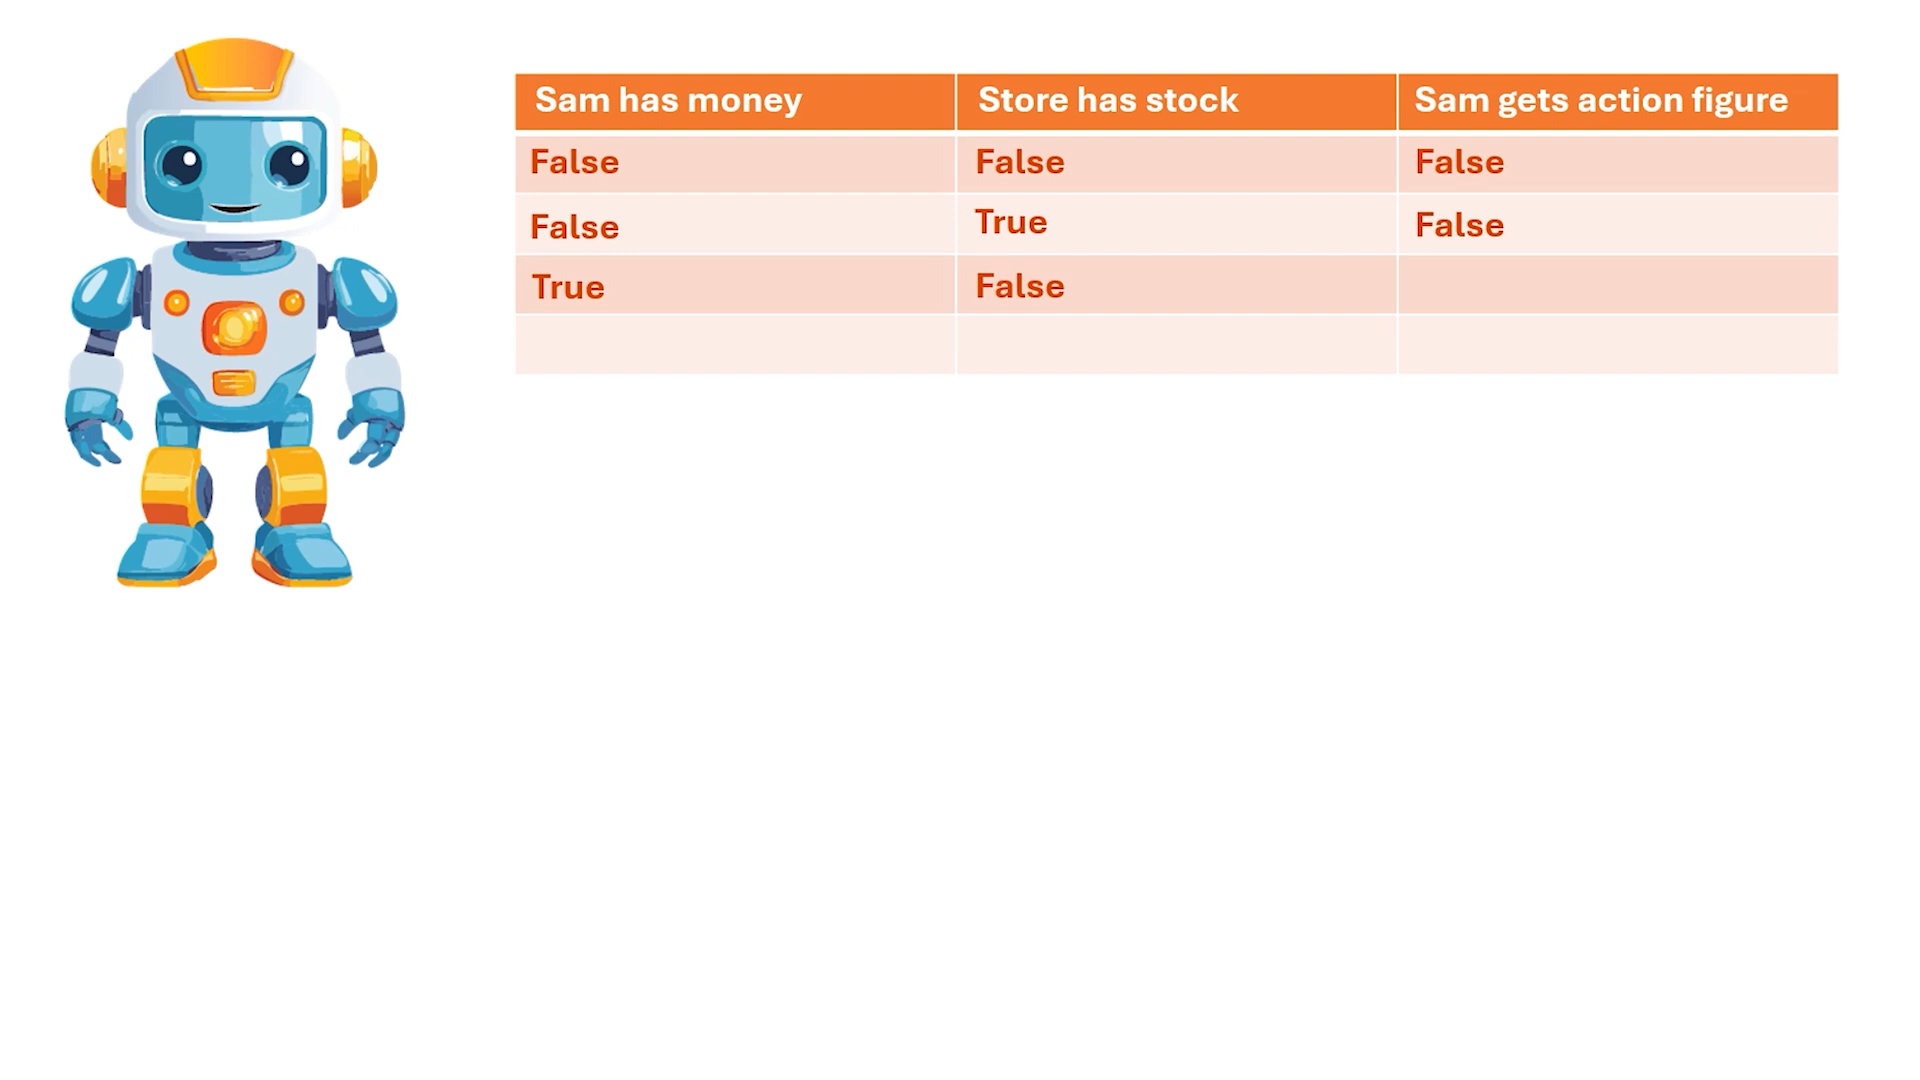 Sam has money Store has stock Sam gets action figure
False False False
False True False
True False